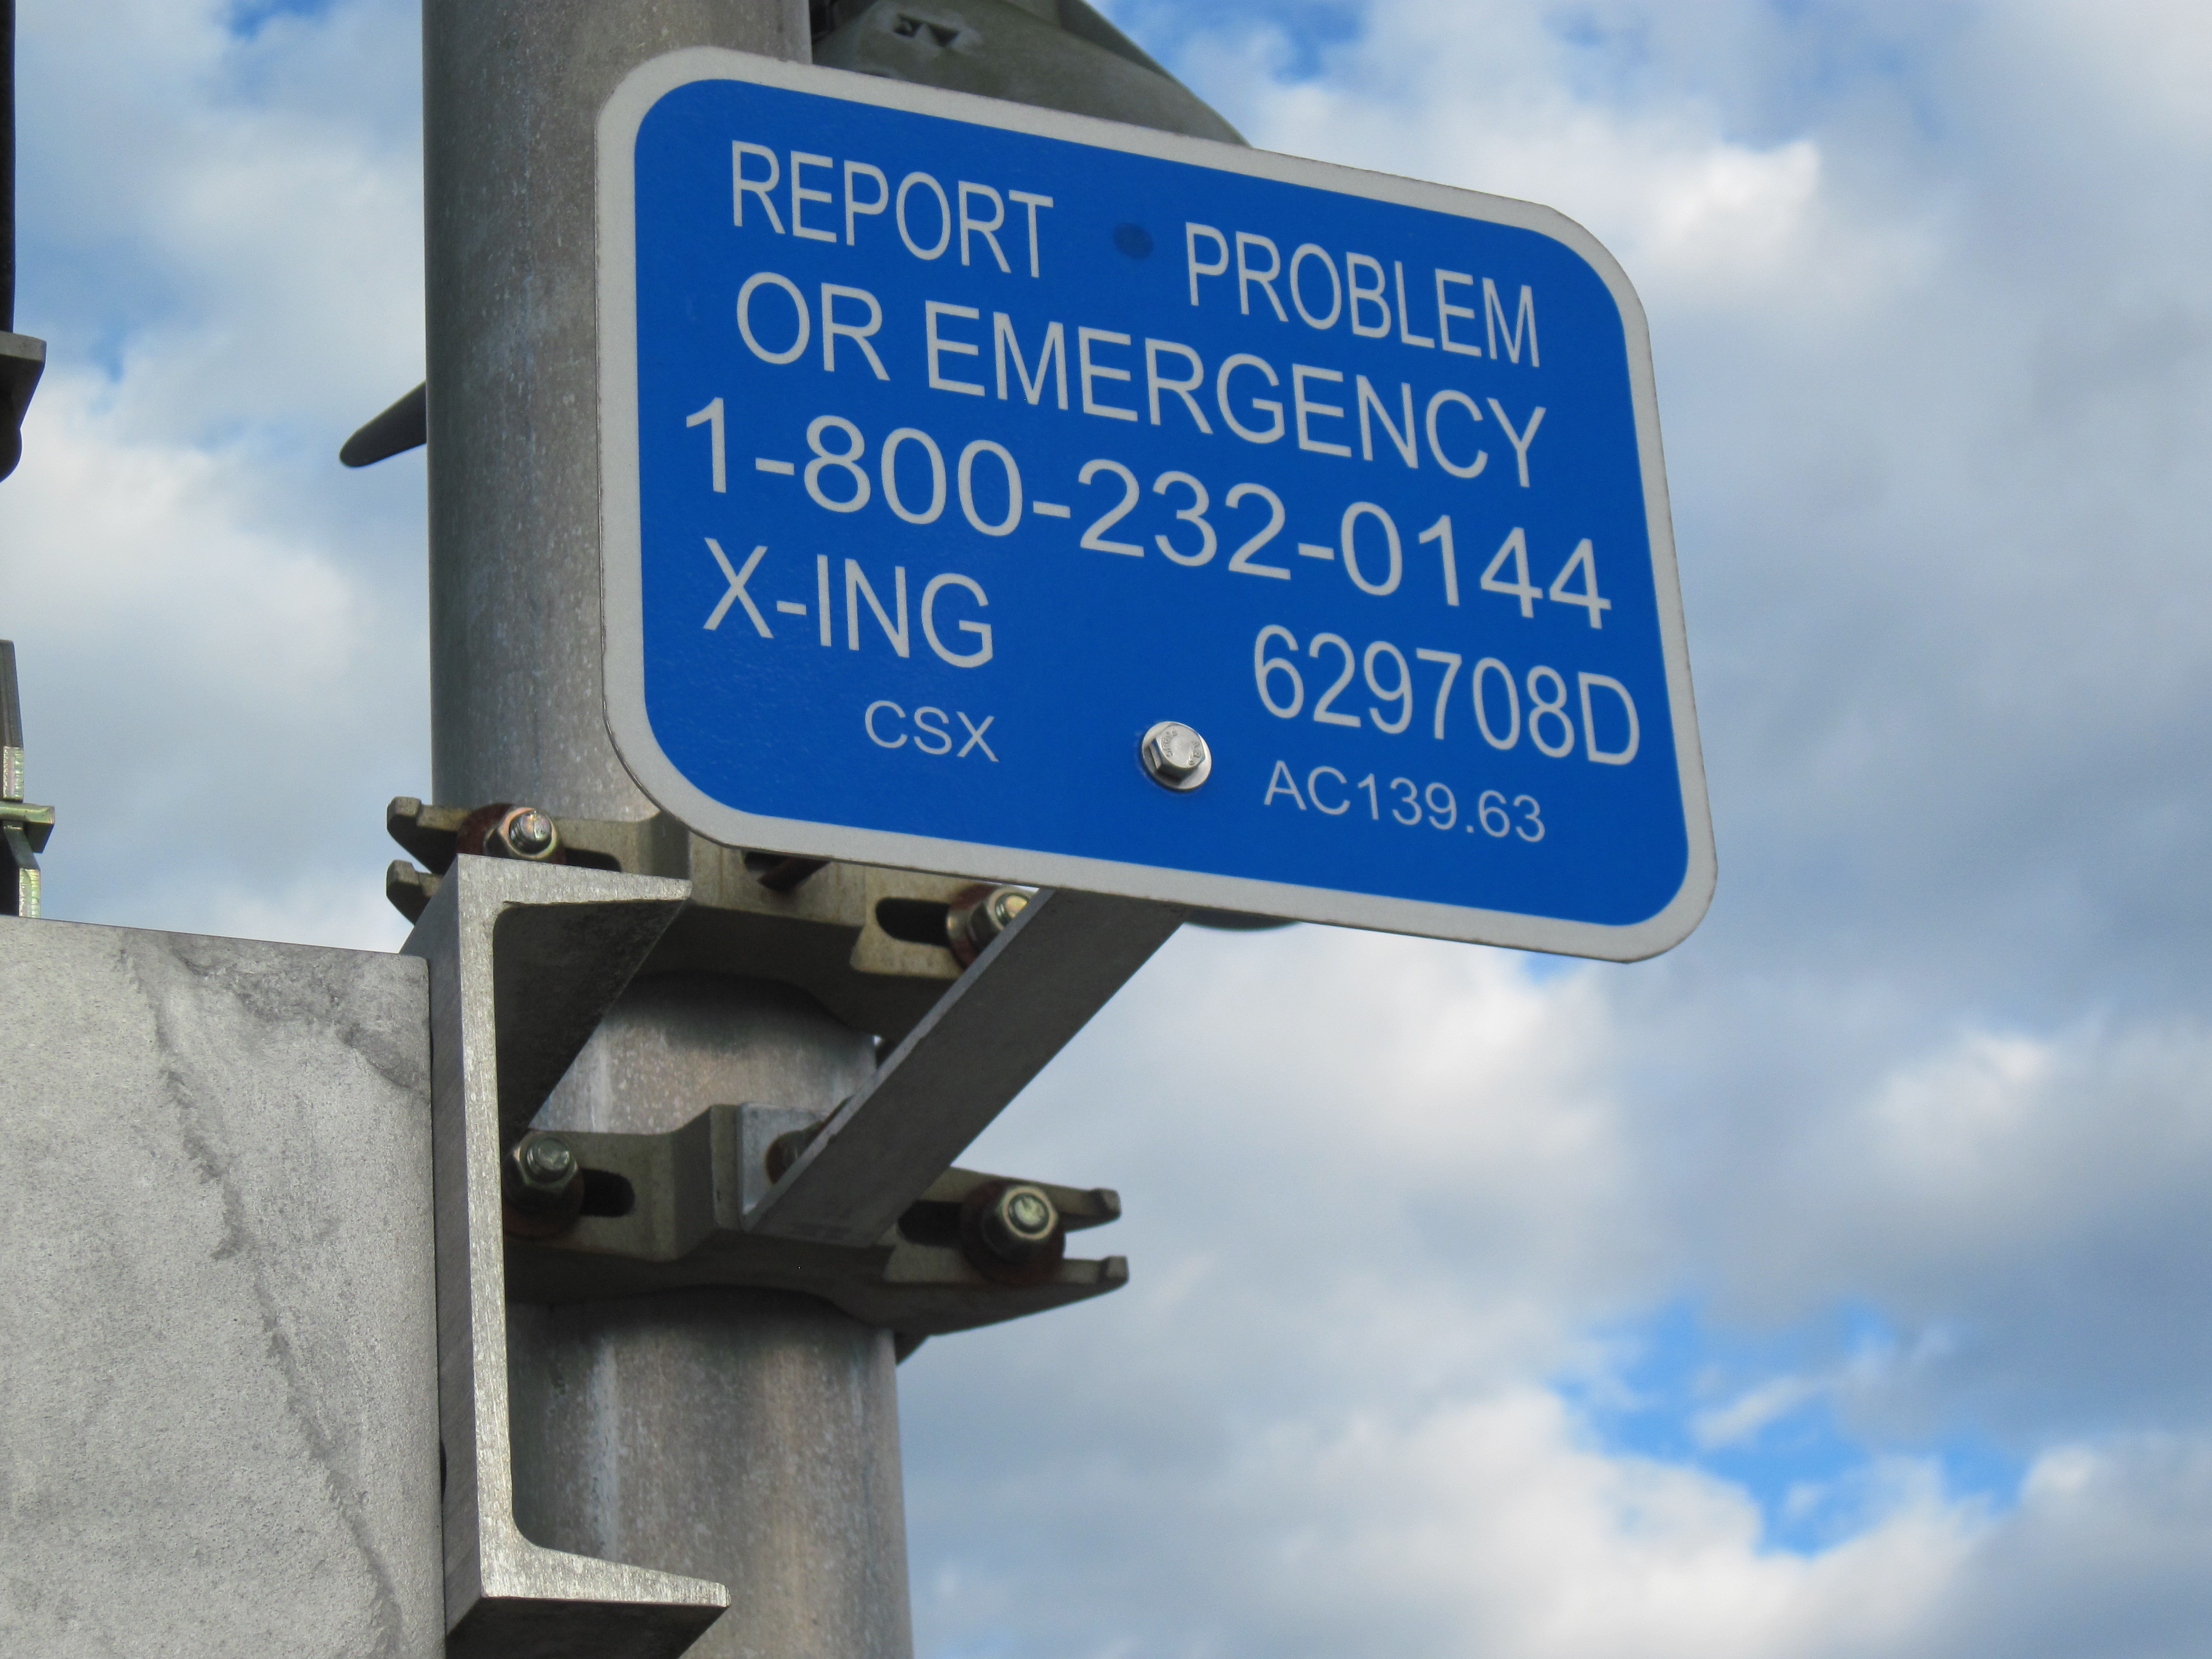 REPORT PROBLEM
OR EMERGENCY
1-800-232-0144
X-ING 629708D
CSX AC139.63